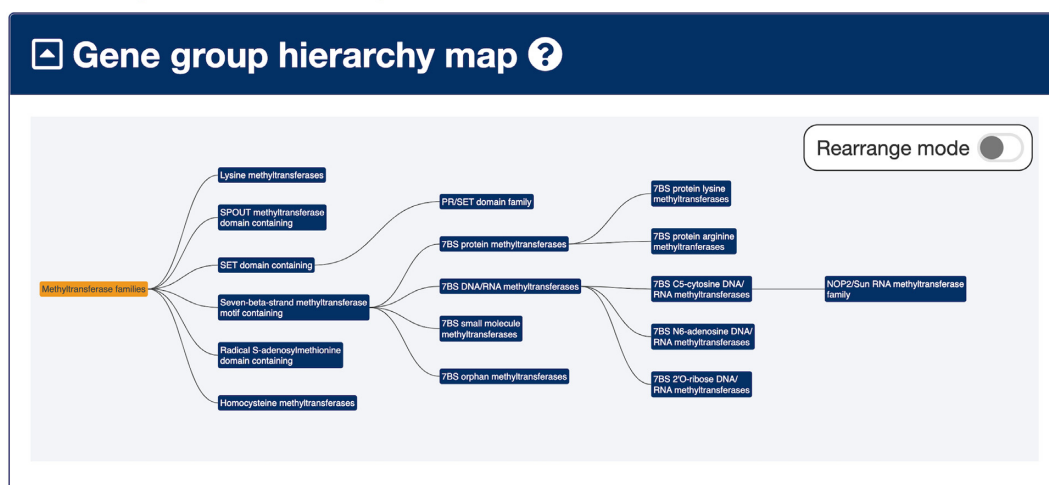 Gene group hierarchy map ?
Rearrange mode
Methyltransferase families
Lysine methyltransferases
SPOUT methyltransferase
domain containing
SET domain containing
Seven-beta-strand methyltransferase
motif containing
Radical S-adenosylmethionine
domain containing
Homocysteine methyltransferases
PR/SET domain family
7BS protein methyltransferases
7BS DNA/RNA methyltransferases
7BS small molecule
methyltransferases
7BS orphan methyltransferases
7BS protein lysine
methyltransferases
7BS protein arginine
methyltranferases
7BS C5-cytosine DNA/
RNA methyltransferases
7BS N6-adenosine DNA/
RNA methyltransferases
7BS 2'O-ribose DNA/
RNA methyltransferases
NOP2/Sun RNA methyltransferase
family